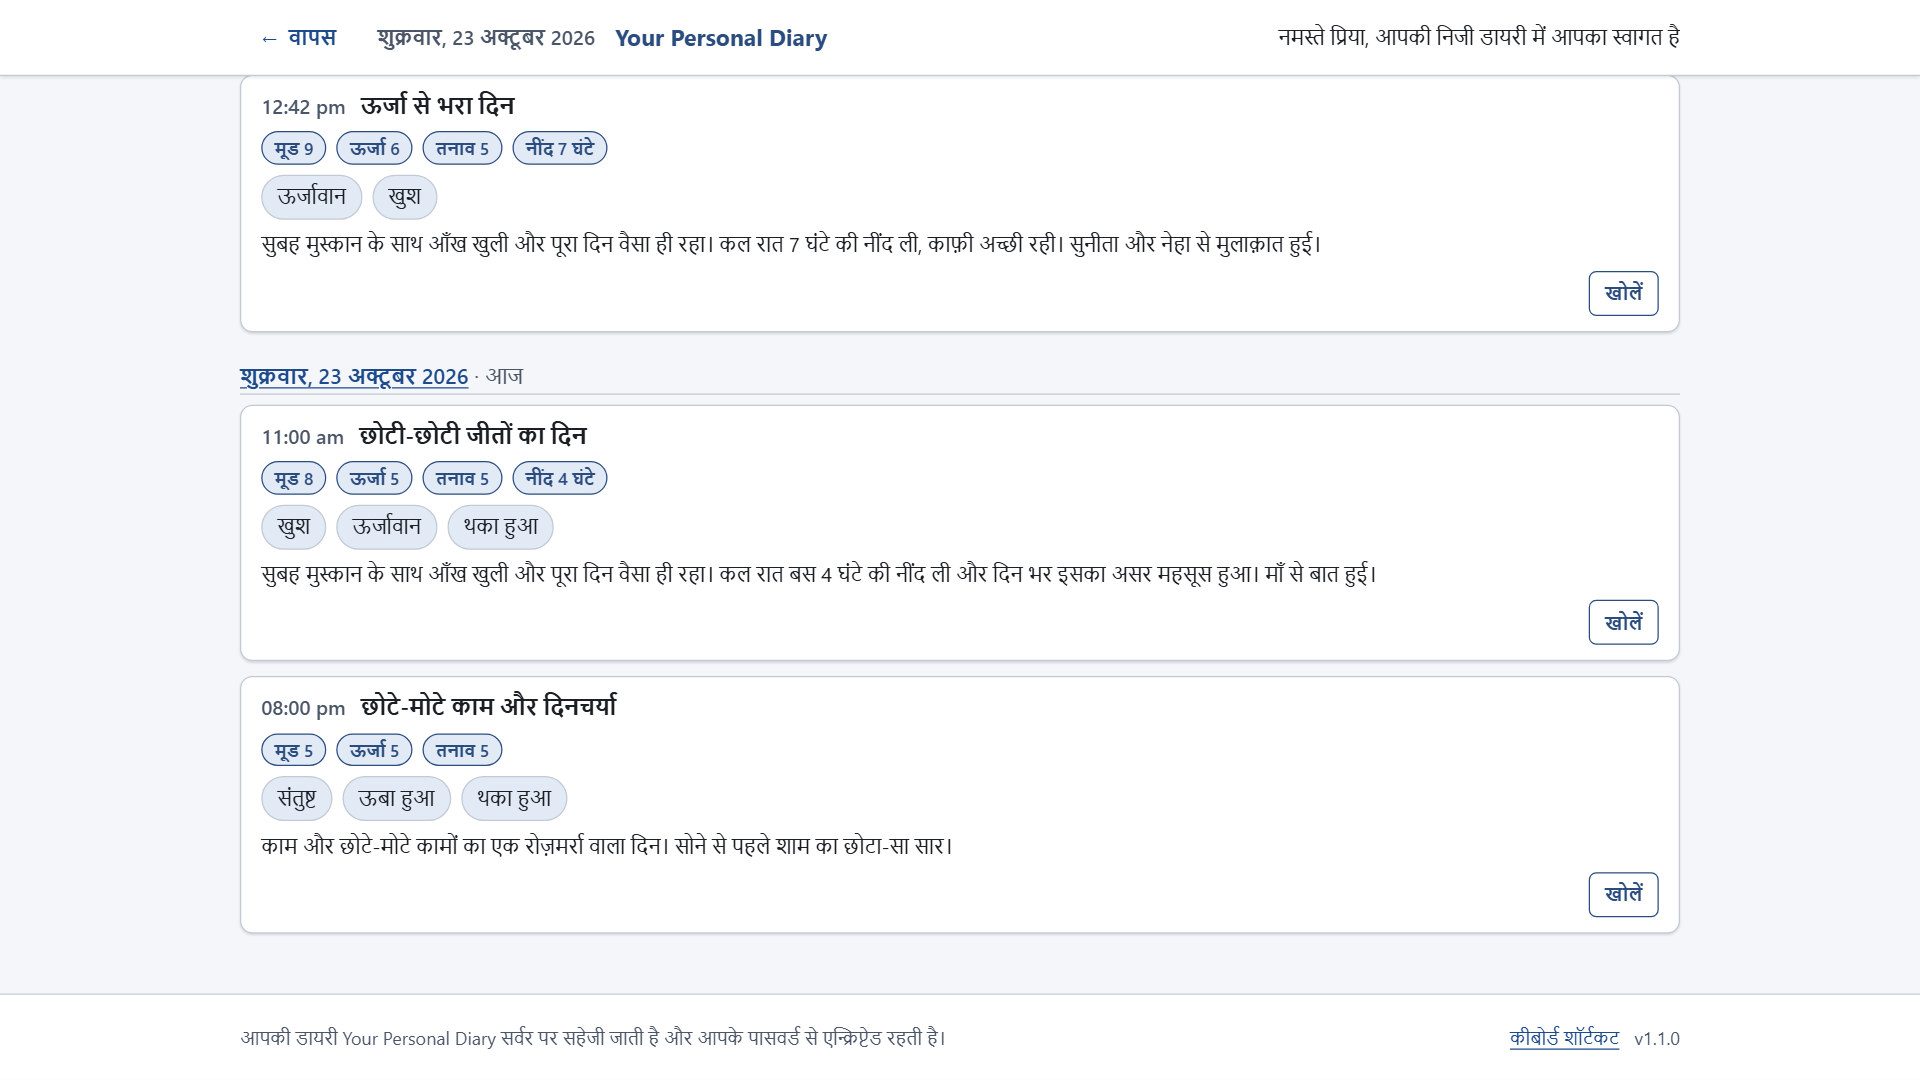 ← वापस शुक्रवार, 23 अक्टूबर 2026 Your Personal Diary नमस्ते प्रिया, आपकी निजी डायरी में आपका स्वागत है
12:42 pm ऊर्जा से भरा दिन
मूड 9 ऊर्जा 6 तनाव 5 नींद 7 घंटे
ऊर्जावान खुश
सुबह मुस्कान के साथ आँख खुली और पूरा दिन वैसा ही रहा। कल रात 7 घंटे की नींद ली, काफ़ी अच्छी रही। सुनीता और नेहा से मुलाक़ात हुई।
खोलें
शुक्रवार, 23 अक्टूबर 2026 · आज
11:00 am छोटी-छोटी जीतों का दिन
मूड 8 ऊर्जा 5 तनाव 5 नींद 4 घंटे
खुश ऊर्जावान थका हुआ
सुबह मुस्कान के साथ आँख खुली और पूरा दिन वैसा ही रहा। कल रात बस 4 घंटे की नींद ली और दिन भर इसका असर महसूस हुआ। माँ से बात हुई।
खोलें
08:00 pm छोटे-मोटे काम और दिनचर्या
मूड 5 ऊर्जा 5 तनाव 5
संतुष्ट ऊबा हुआ थका हुआ
काम और छोटे-मोटे कामों का एक रोज़मर्रा वाला दिन। सोने से पहले शाम का छोटा-सा सार।
खोलें
आपकी डायरी Your Personal Diary सर्वर पर सहेजी जाती है और आपके पासवर्ड से एन्क्रिप्टेड रहती है। कीबोर्ड शॉर्टकट v1.1.0